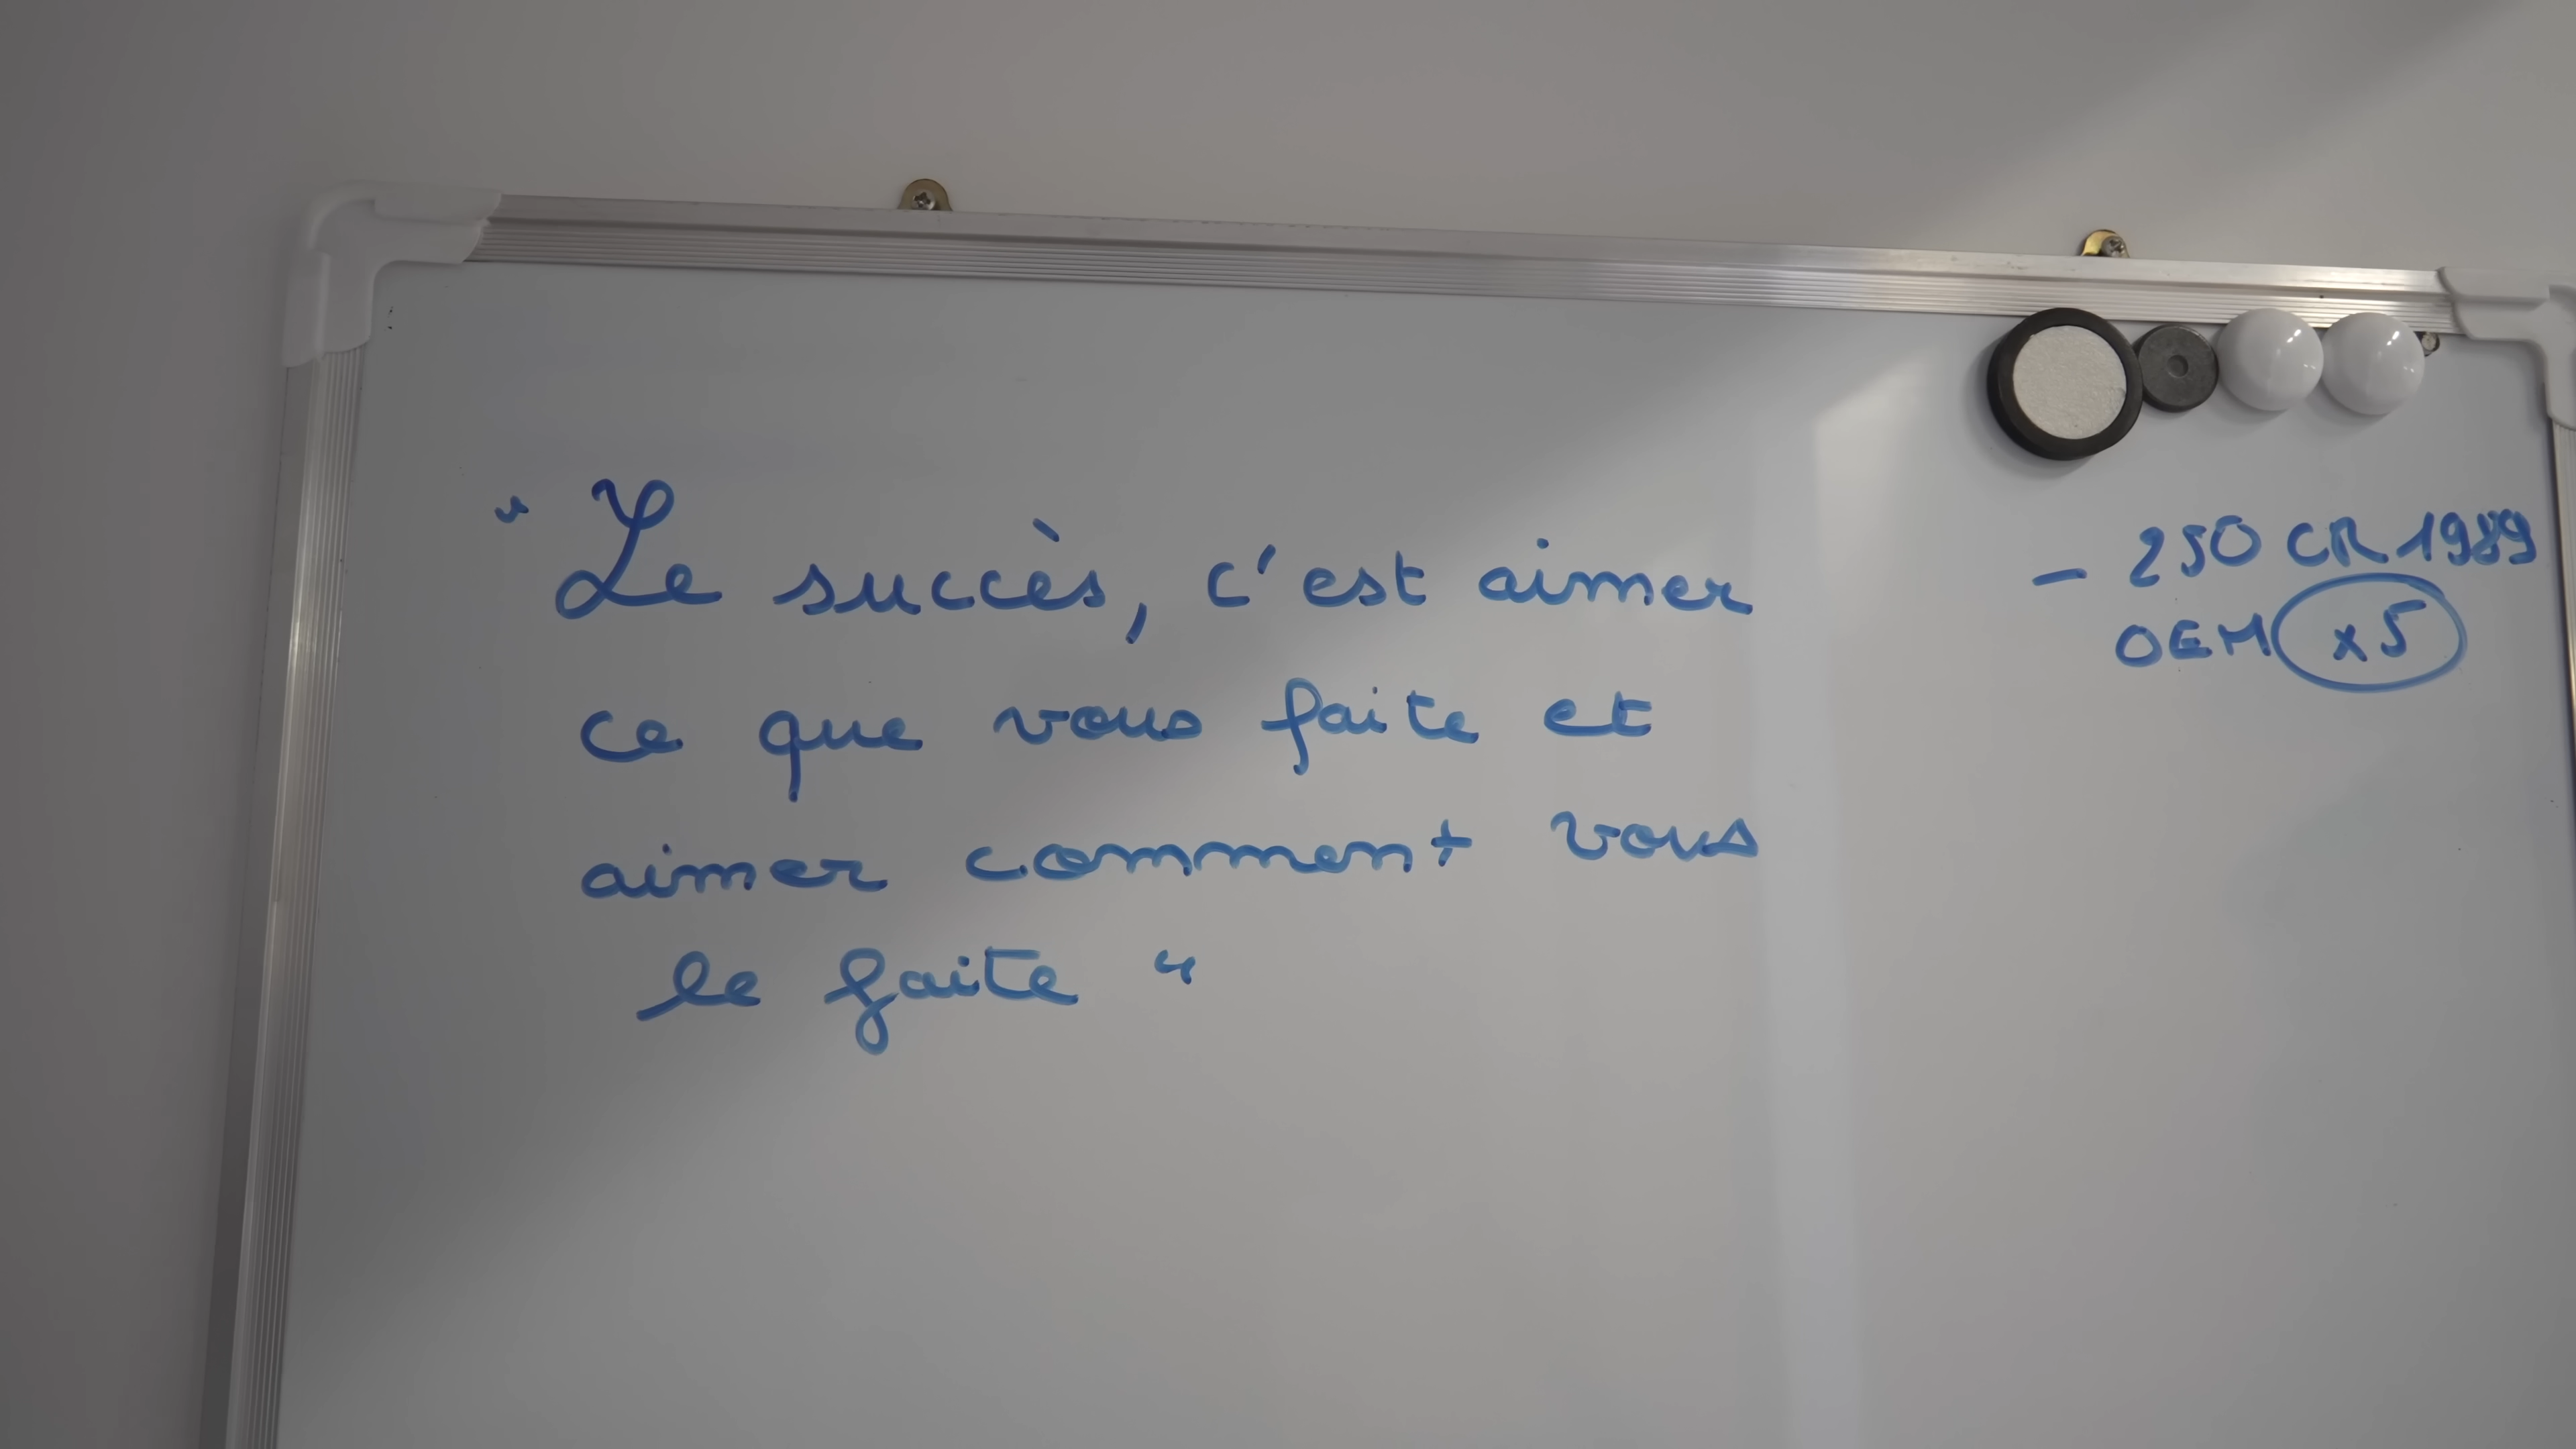 " Le succès, c'est aimer
ce que vous faite et
aimer comment vous
le faite "
- 250 CR 1989
OEM x5